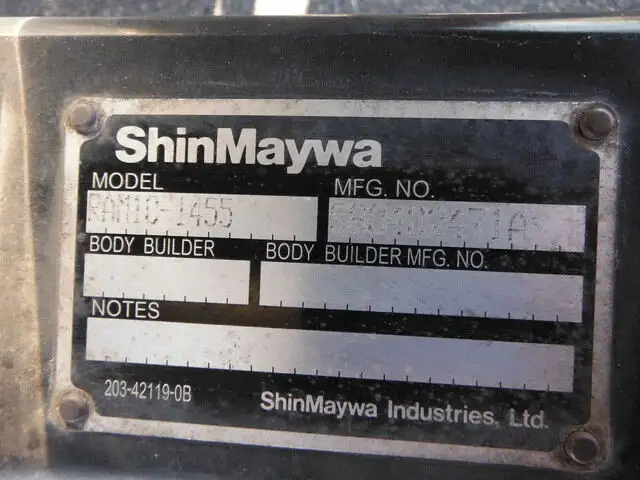 ShinMaywa
MODEL
MFG. NO.
RAM1C-1455
BODY BUILDER
BODY BUILDER MFG. NO.
NOTES
203-42119-0B
ShinMaywa Industries, Ltd.